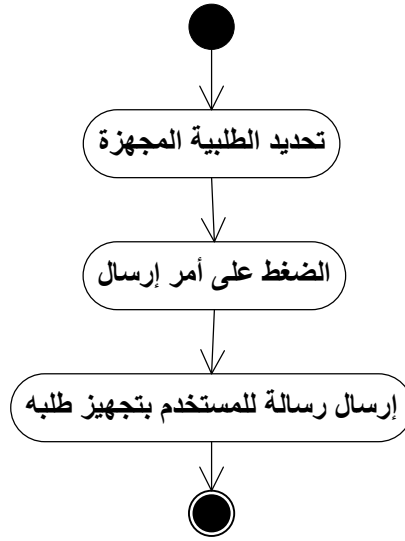 تحديد الطلبية المجهزة
الضغط على أمر إرسال
إرسال رسالة للمستخدم بتجهيز طلبه